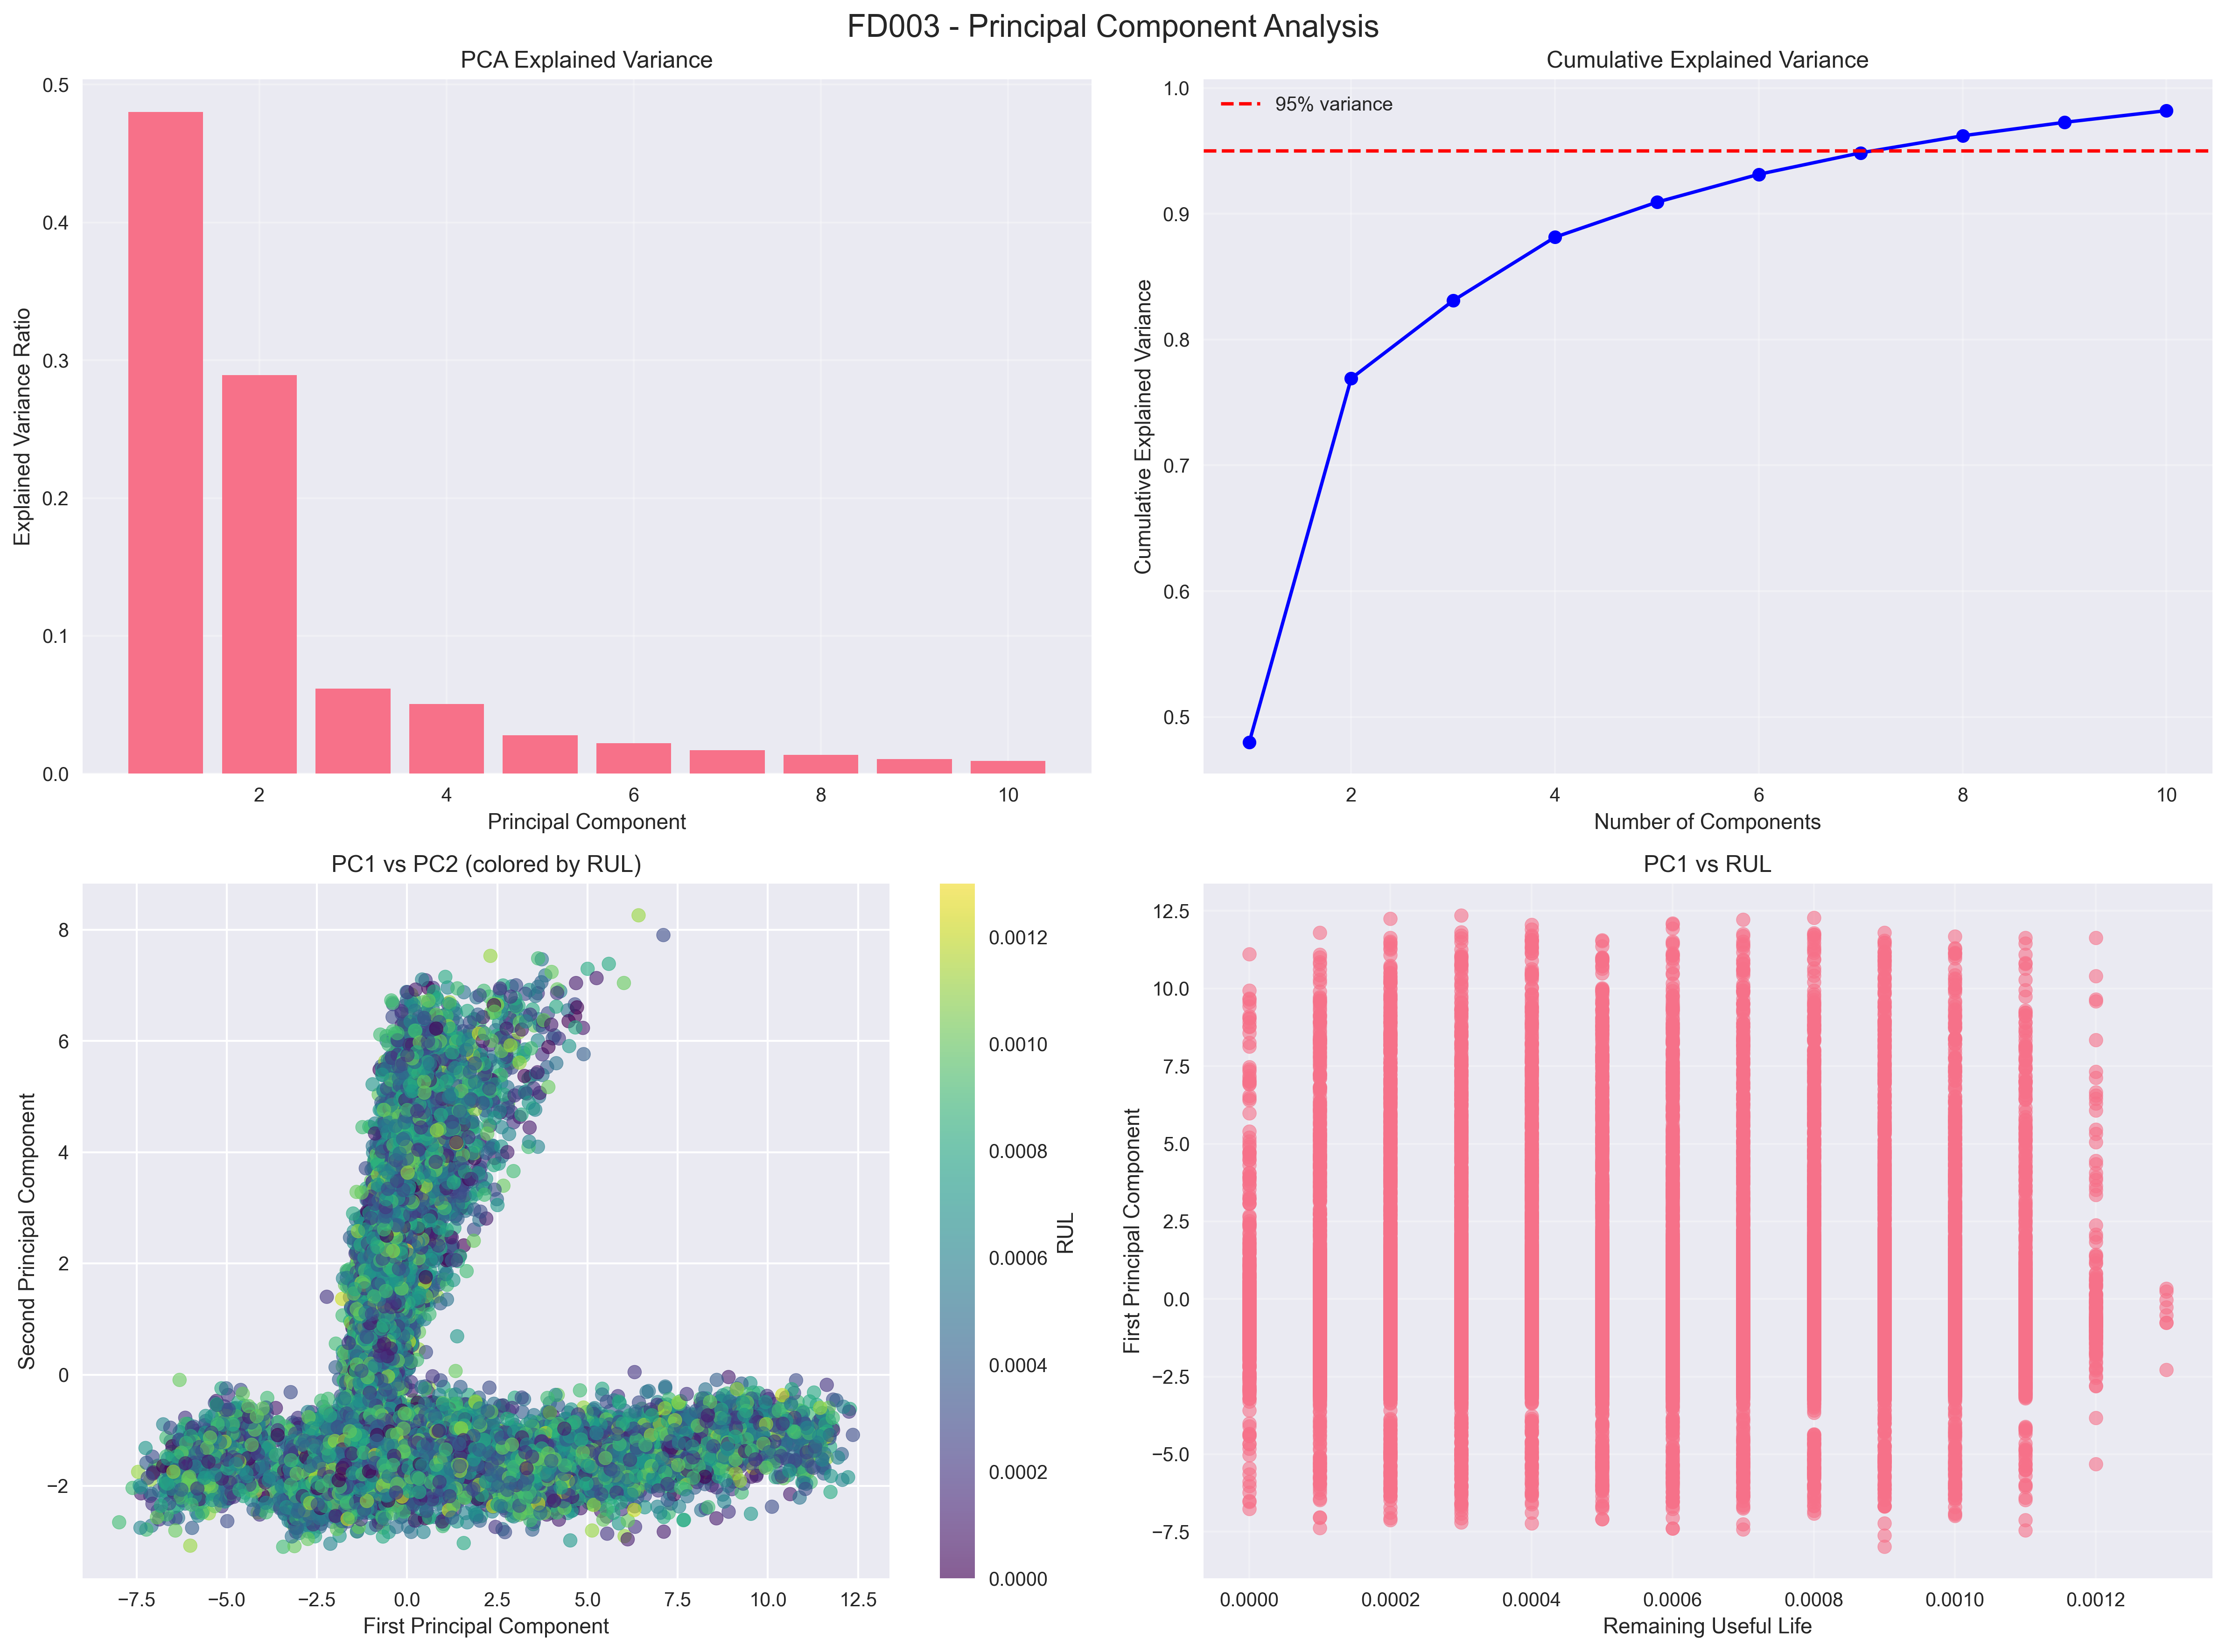 FD003 - Principal Component Analysis
PCA Explained Variance
Explained Variance Ratio
0.5
0.4
0.3
0.2
0.1
0.0
2 4 6 8 10
Principal Component
Cumulative Explained Variance
95% variance
Cumulative Explained Variance
1.0
0.9
0.8
0.7
0.6
0.5
2 4 6 8 10
Number of Components
PC1 vs PC2 (colored by RUL)
Second Principal Component
8
6
4
2
0
−2
−7.5 −5.0 −2.5 0.0 2.5 5.0 7.5 10.0 12.5
First Principal Component
0.0012
0.0010
0.0008
0.0006
0.0004
0.0002
0.0000
RUL
PC1 vs RUL
First Principal Component
12.5
10.0
7.5
5.0
2.5
0.0
−2.5
−5.0
−7.5
0.0000 0.0002 0.0004 0.0006 0.0008 0.0010 0.0012
Remaining Useful Life